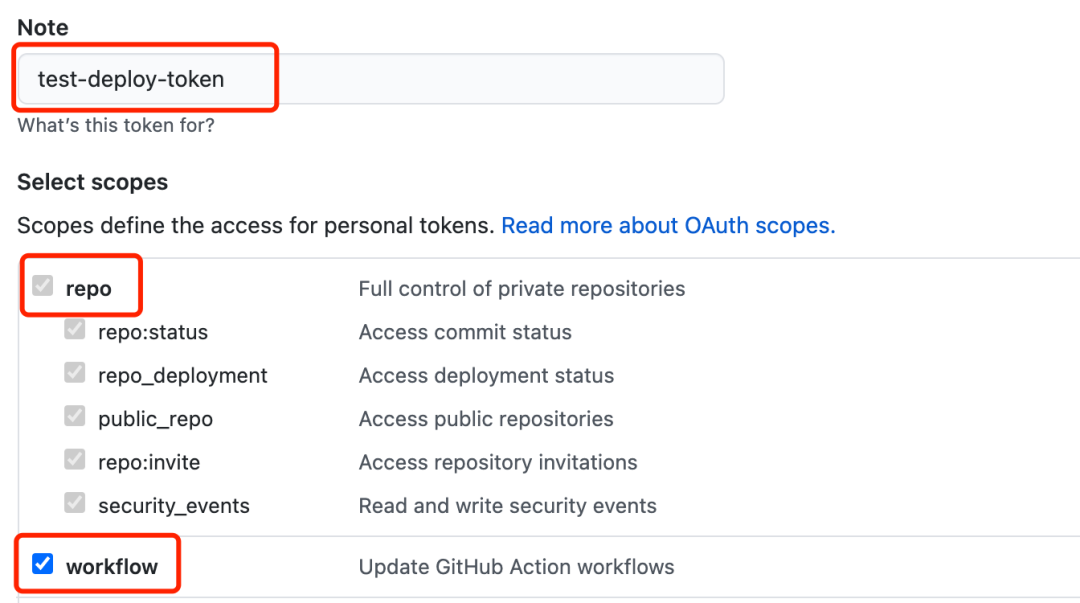 Note
test-deploy-token
What's this token for?
Select scopes
Scopes define the access for personal tokens. Read more about OAuth scopes.
repo Full control of private repositories
repo:status Access commit status
repo_deployment Access deployment status
public_repo Access public repositories
repo:invite Access repository invitations
security_events Read and write security events
workflow Update GitHub Action workflows